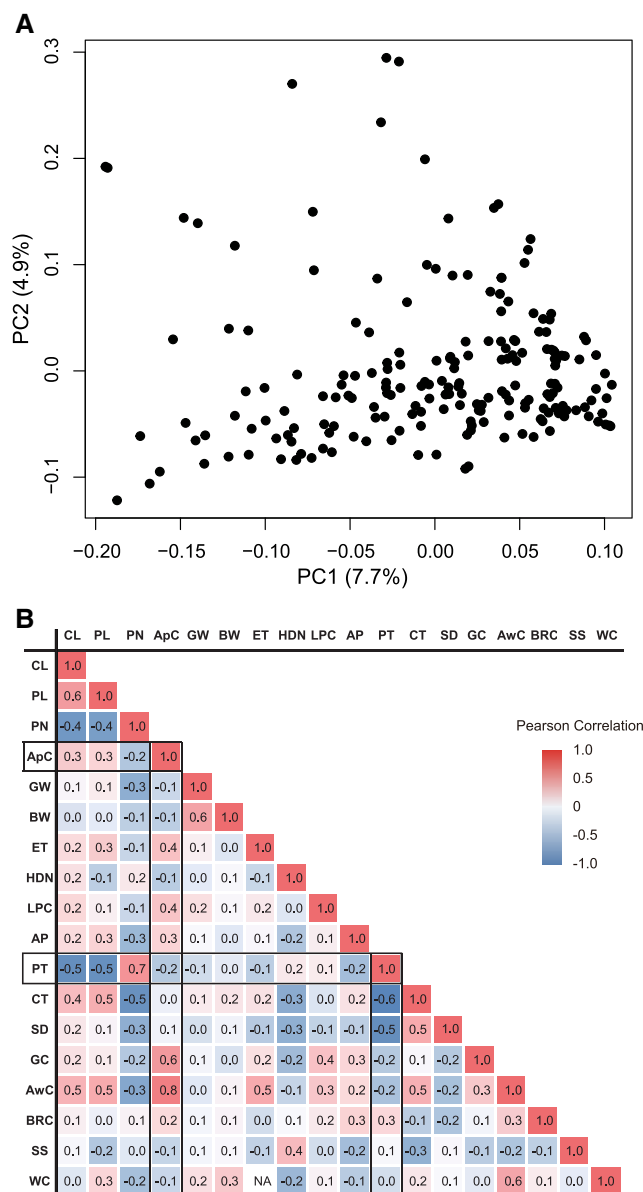 A
0.3
0.2
0.1
0.0
−0.1
PC2 (4.9%)
−0.20 −0.15 −0.10 −0.05 0.00 0.05 0.10
PC1 (7.7%)
B
CL PL PN ApC GW BW ET HDN LPC AP PT CT SD GC AwC BRC SS WC
CL 1.0
PL 0.6 1.0
PN -0.4 -0.4 1.0
ApC 0.3 0.3 -0.2 1.0
GW 0.1 0.1 -0.3 -0.1 1.0
BW 0.0 0.0 -0.1 -0.1 0.6 1.0
ET 0.2 0.3 -0.1 0.4 0.1 0.0 1.0
HDN 0.2 -0.1 0.2 -0.1 -0.0 0.1 -0.1 1.0
LPC 0.2 0.1 -0.1 0.4 0.2 0.1 0.2 0.0 1.0
AP 0.2 0.3 -0.3 0.3 0.1 0.0 0.1 -0.2 0.1 1.0
PT -0.5 -0.5 0.7 -0.2 -0.1 0.0 -0.1 0.2 0.1 -0.2 1.0
CT 0.4 0.5 -0.5 0.0 0.1 0.2 0.2 -0.3 0.0 0.2 -0.6 1.0
SD 0.2 0.1 -0.3 0.1 0.0 0.1 -0.1 -0.3 -0.1 -0.1 -0.5 0.5 1.0
GC 0.2 0.1 -0.2 0.6 0.1 0.0 0.2 -0.2 0.4 0.3 -0.2 0.1 -0.2 1.0
AwC 0.5 0.5 -0.3 0.8 0.0 0.1 0.5 -0.1 0.3 0.2 -0.2 0.5 -0.2 0.3 1.0
BRC 0.1 0.0 -0.1 0.2 0.1 0.1 0.0 0.1 0.2 0.3 0.3 -0.1 -0.2 0.1 0.3 1.0
SS 0.1 -0.2 0.0 -0.1 0.1 0.1 -0.1 0.4 0.0 -0.2 0.1 -0.3 0.1 -0.1 -0.2 -0.1 1.0
WC 0.0 0.3 -0.2 -0.1 0.2 0.3 NA -0.2 0.1 -0.1 0.0 0.2 0.1 0.0 0.6 0.1 0.0 1.0
Pearson Correlation
1.0
0.5
0
-0.5
-1.0